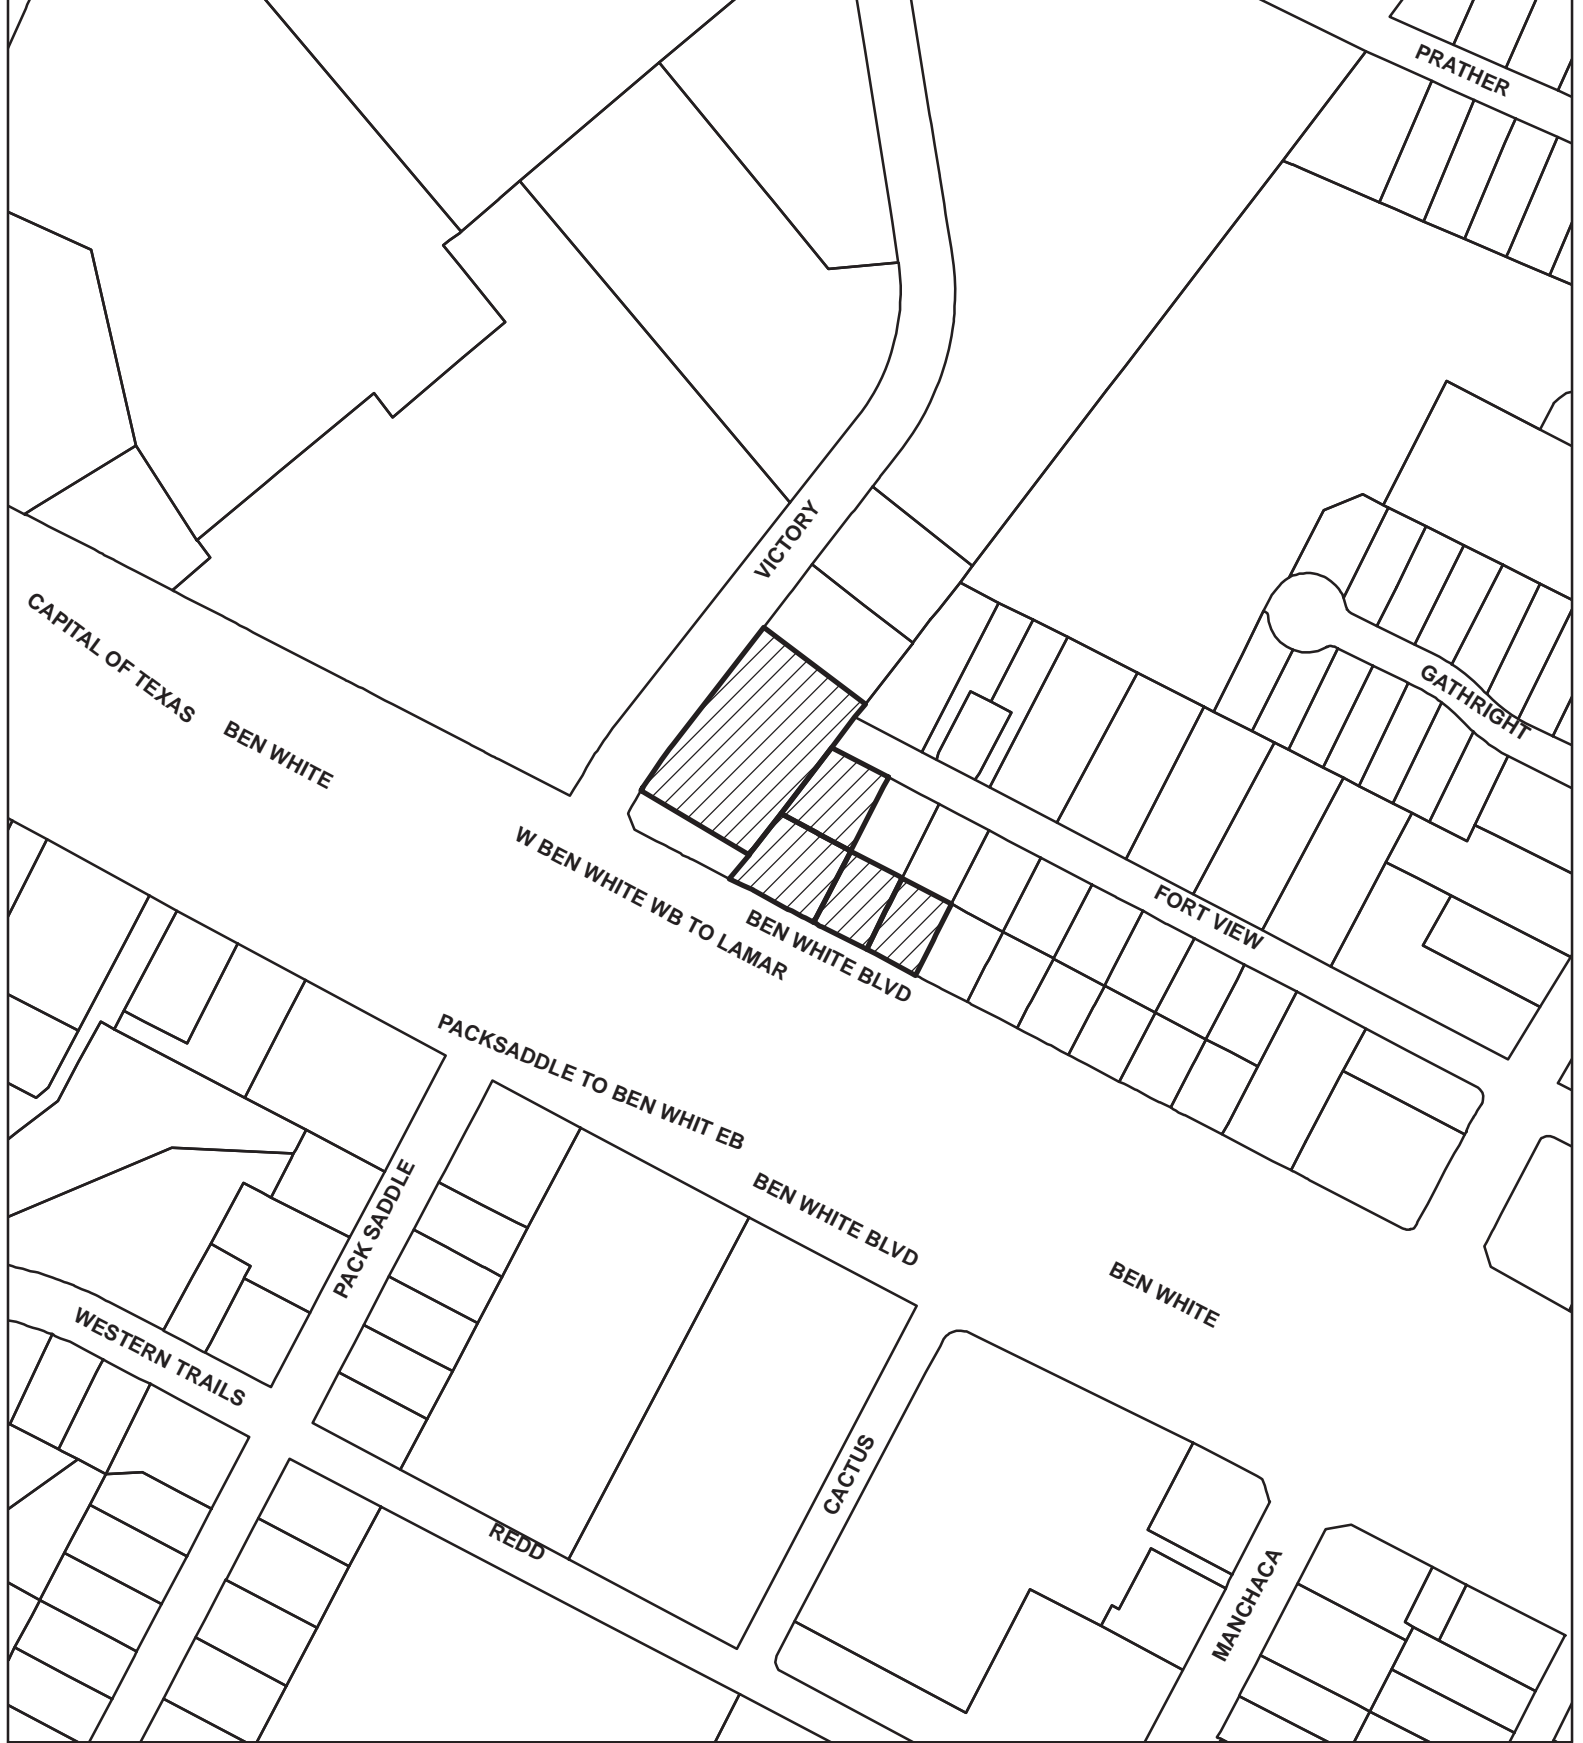 PRATHER
VICTORY
CAPITAL OF TEXAS
BEN WHITE
GATHRIGHT
W BEN WHITE WB TO LAMAR
BEN WHITE BLVD
FORT VIEW
PACKSADDLE TO BEN WHIT EB
BEN WHITE BLVD
PACK SADDLE
BEN WHITE
WESTERN TRAILS
CACTUS
REDD
MANCHACA